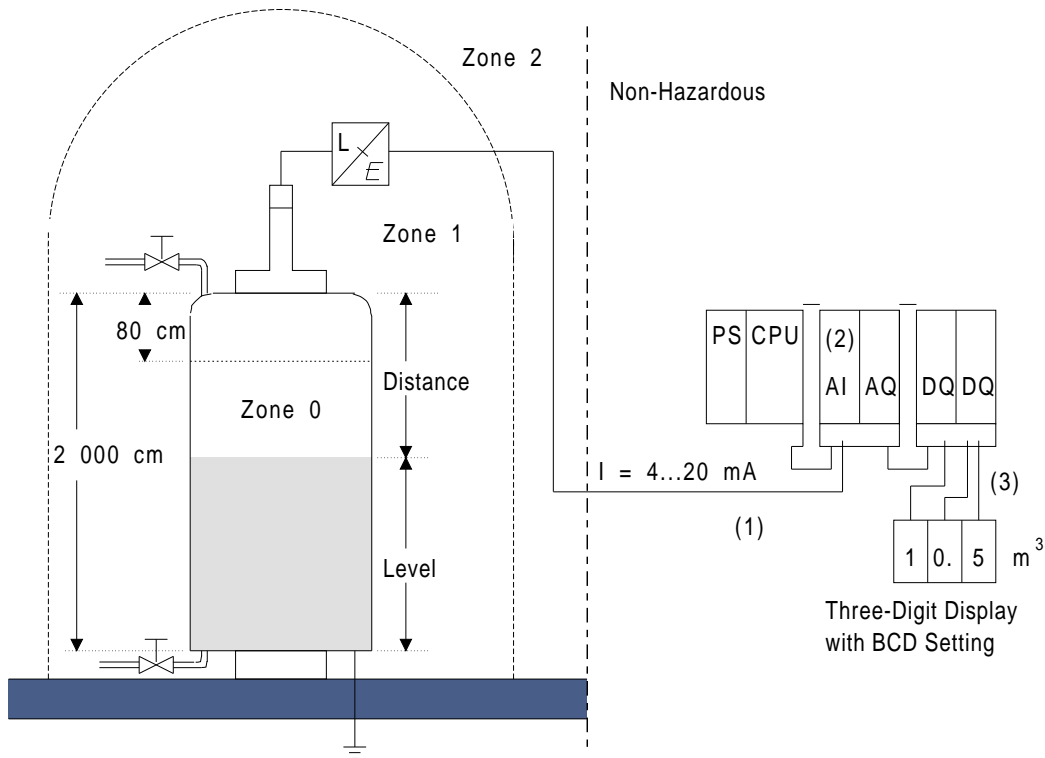 Zone 2
Non-Hazardous
L
E
Zone 1
80 cm
Distance
Zone 0
2 000 cm
Level
PS CPU (2)
AI AQ DQ DQ
I = 4...20 mA
(1)
(3)
1 0. 5 m³
Three-Digit Display
with BCD Setting